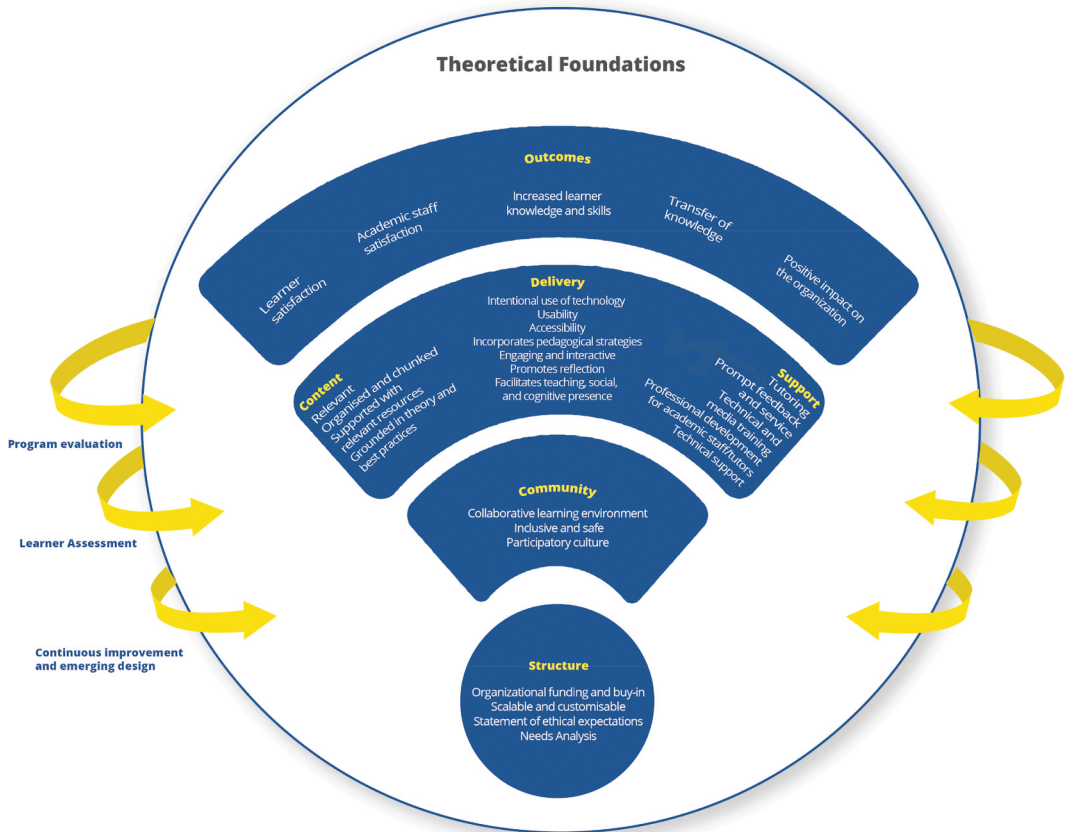 Theoretical Foundations
Outcomes
Learner
satisfaction
Academic staff
satisfaction
Increased learner
knowledge and skills
Transfer of
knowledge
Positive impact on
the organization
Delivery
Intentional use of technology
Usability
Accessibility
Incorporates pedagogical strategies
Engaging and interactive
Promotes reflection
Facilitates teaching, social,
and cognitive presence
Content
Relevant
Organised and chunked
Supported with
relevant resources
Grounded in theory and
best practices
Support
Tutoring
Prompt feedback
and service
Technical and
media training
Professional development
for academic staff/tutors
Technical support
Community
Collaborative learning environment
Inclusive and safe
Participatory culture
Structure
Organizational funding and buy-in
Scalable and customisable
Statement of ethical expectations
Needs Analysis
Program evaluation
Learner Assessment
Continuous improvement
and emerging design